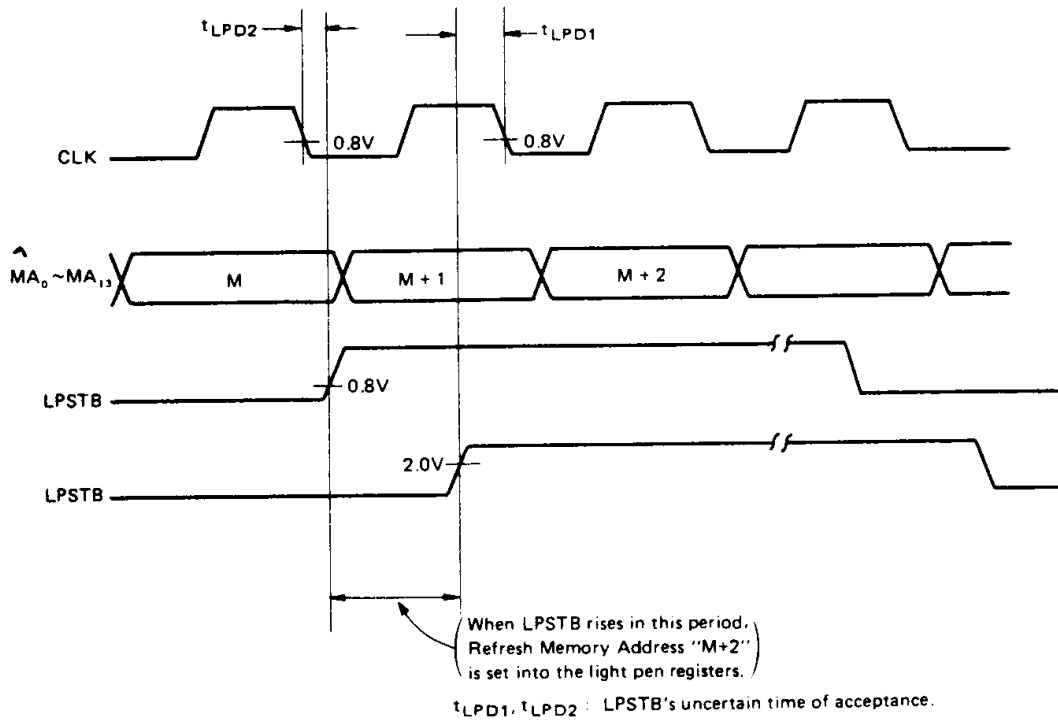 tLPD2
tLPD1
0.8V
0.8V
CLK
MA0~MA13
M
M + 1
M + 2
0.8V
LPSTB
2.0V
LPSTB
When LPSTB rises in this period,
Refresh Memory Address "M+2"
is set into the light pen registers.
tLPD1, tLPD2 : LPSTB's uncertain time of acceptance.